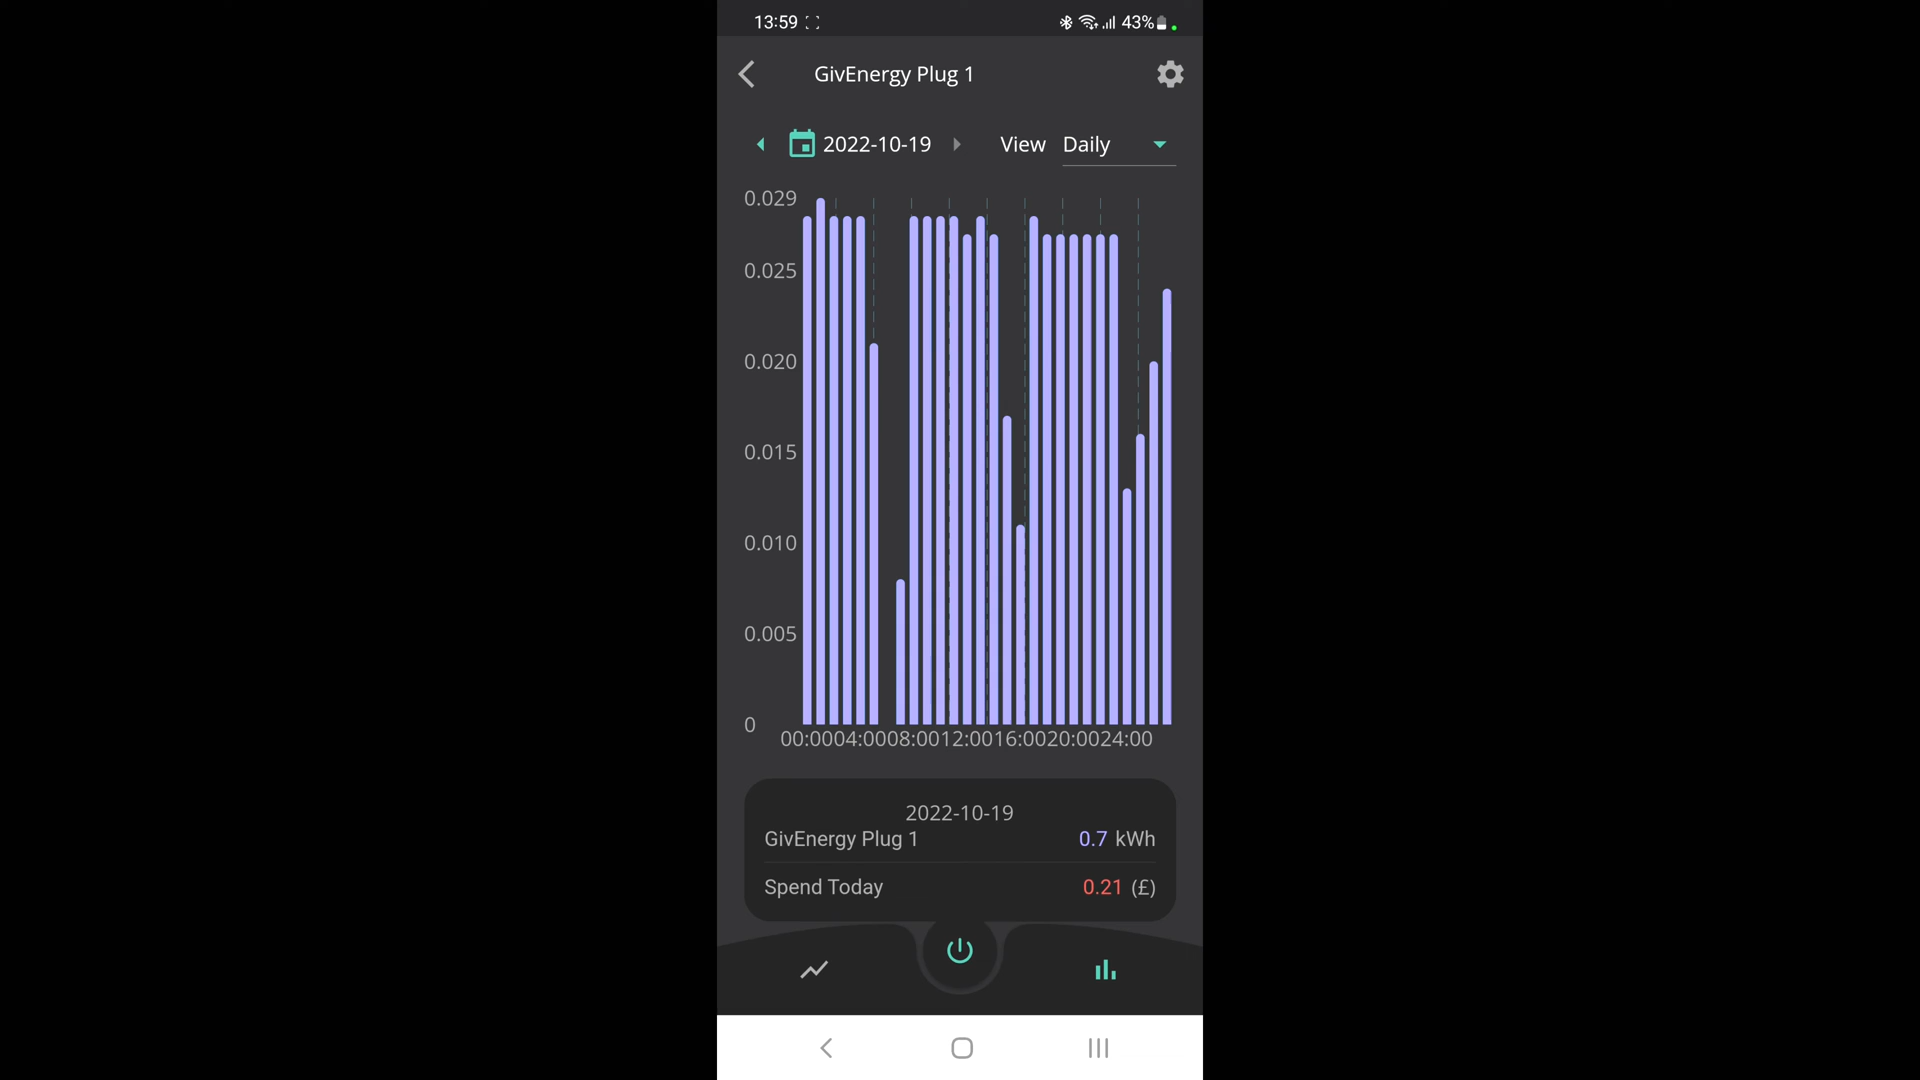 13:59 43%
GivEnergy Plug 1
2022-10-19 View Daily
0.029
0.025
0.020
0.015
0.010
0.005
0
00:0004:0008:0012:0016:0020:0024:00
2022-10-19
GivEnergy Plug 1 0.7 kWh
Spend Today 0.21 (£)